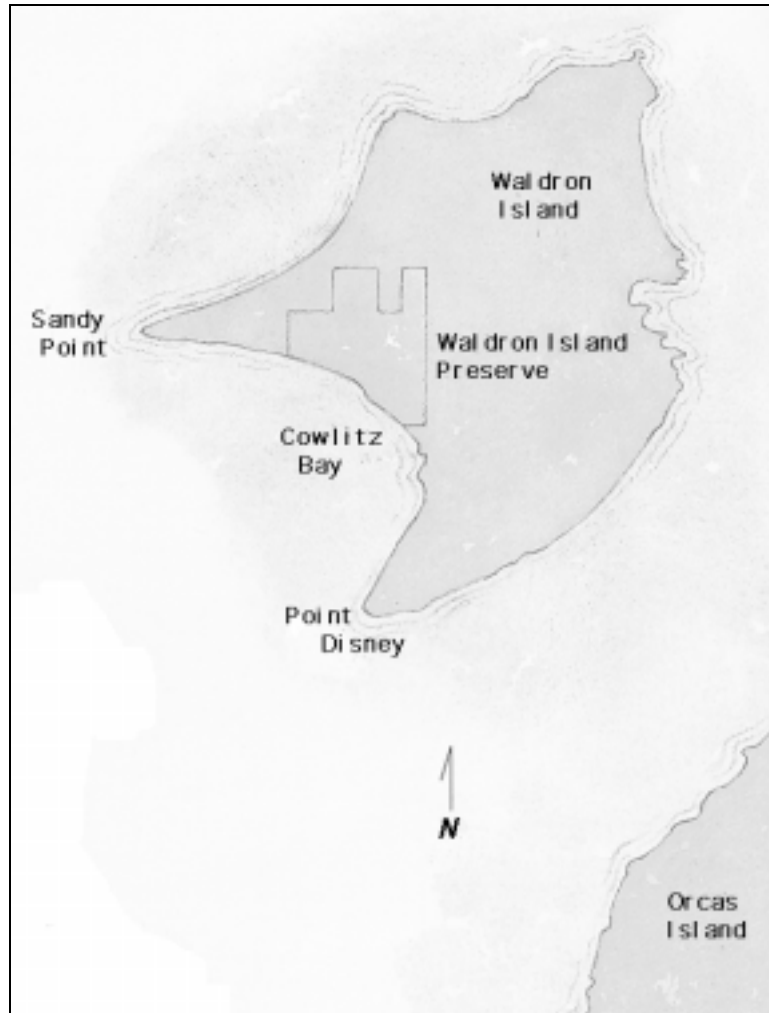 Waldron
Island
Sandy
Point
Waldron Island
Preserve
Cowlitz
Bay
Point
Disney
N
Orcas
Island